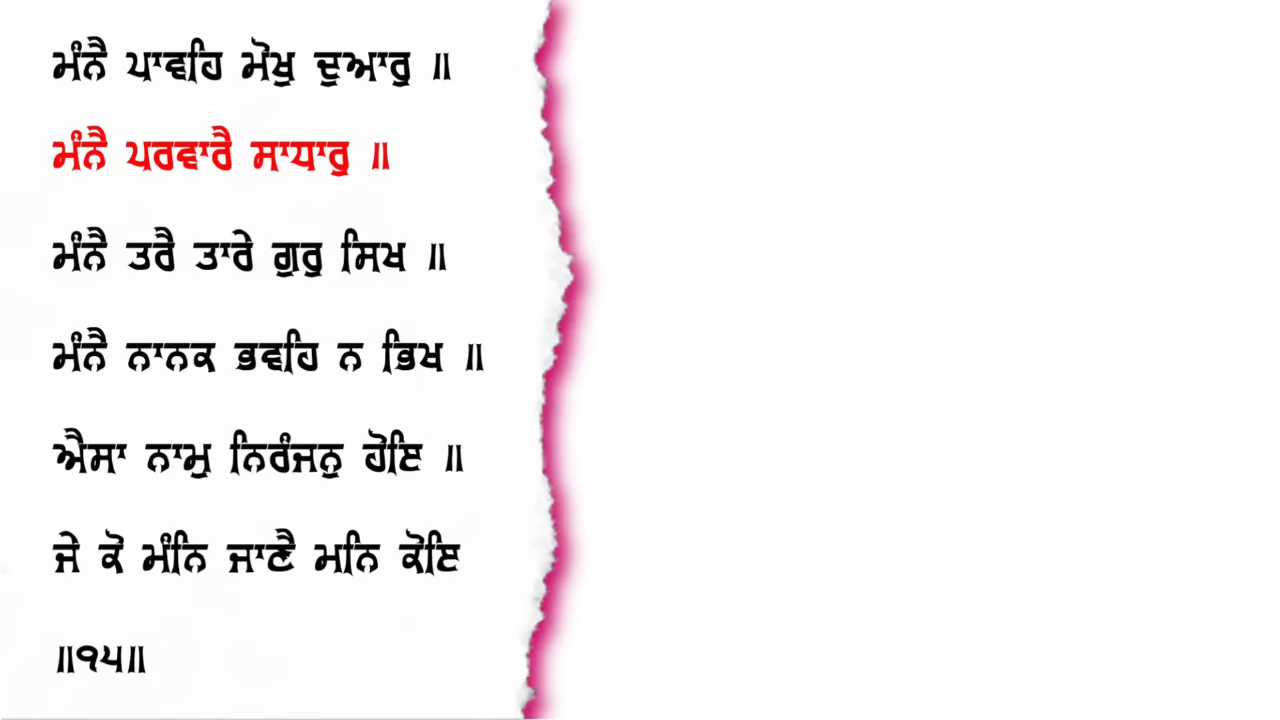 ਮੰਨੈ ਪਾਵਹਿ ਮੋਖੁ ਦੁਆਰੁ ॥
ਮੰਨੈ ਪਰਵਾਰੈ ਸਾਧਾਰੁ ॥
ਮੰਨੈ ਤਰੈ ਤਾਰੇ ਗੁਰੁ ਸਿਖ ॥
ਮੰਨੈ ਨਾਨਕ ਭਵਹਿ ਨ ਭਿਖ ॥
ਐਸਾ ਨਾਮੁ ਨਿਰੰਜਨੁ ਹੋਇ ॥
ਜੇ ਕੋ ਮੰਨਿ ਜਾਣੈ ਮਨਿ ਕੋਇ
॥੧੫॥